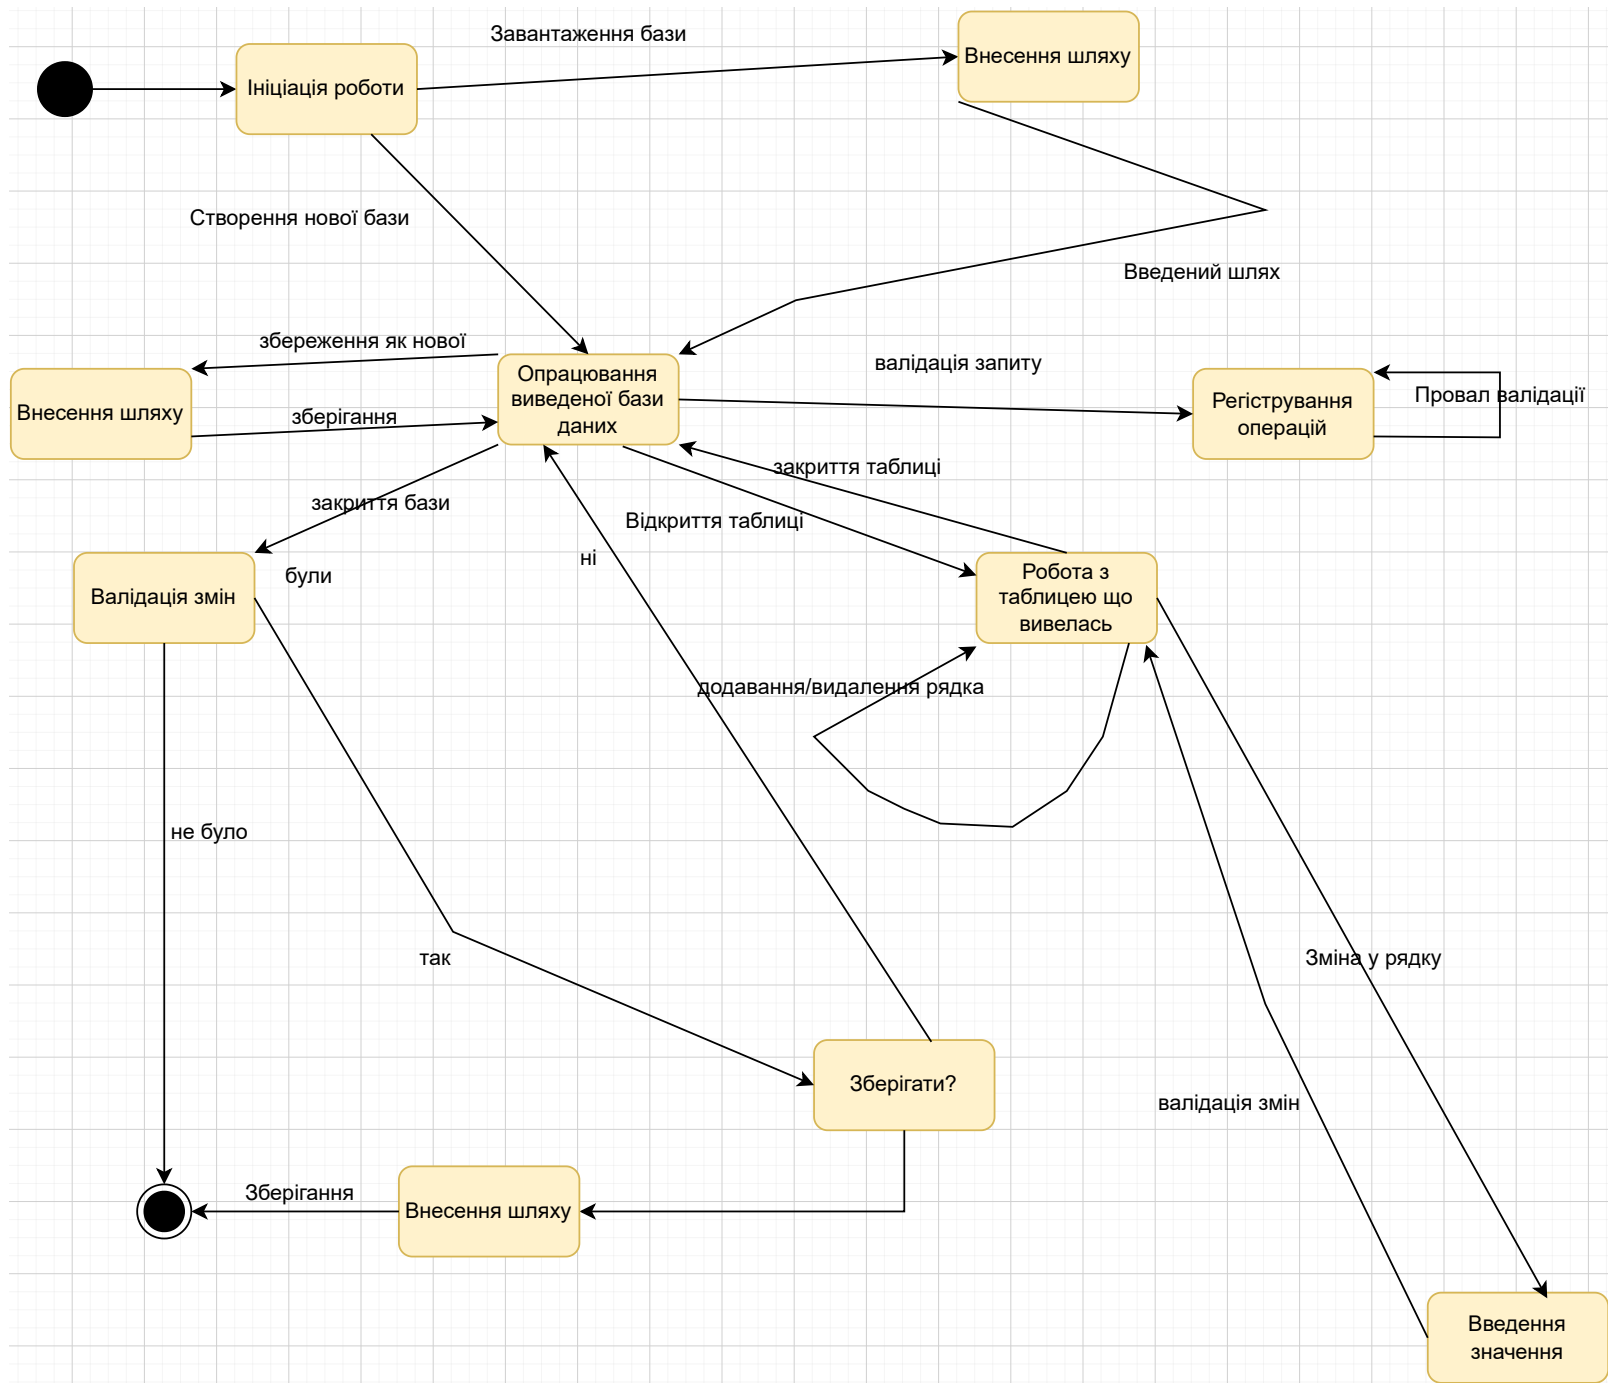 Завантаження бази
Внесення шляху
Ініціація роботи
Створення нової бази
Введений шлях
збереження як нової
валідація запиту
Опрацювання
виведеної бази
даних
Внесення шляху
зберігання
Регістрування
операцій
Провал валідації
закриття таблиці
закриття бази
Відкриття таблиці
ні
були
Валідація змін
Робота з
таблицею що
вивелась
додавання/видалення рядка
не було
так
Зміна у рядку
Зберігати?
валідація змін
Зберігання
Внесення шляху
Введення
значення